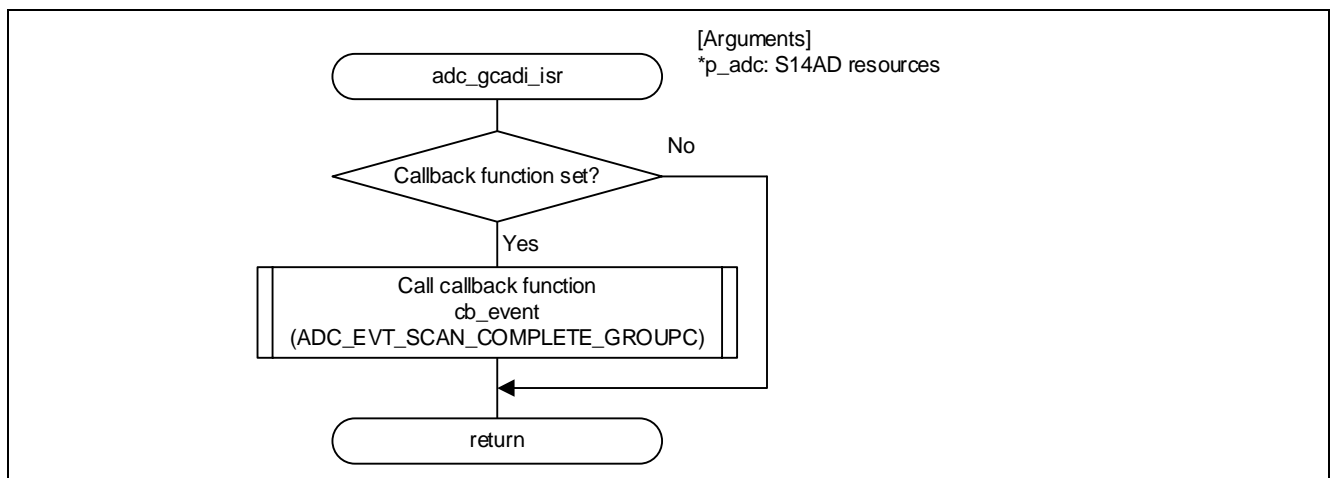 [Arguments]
*p_adc: S14AD resources
adc_gcadi_isr
No
Callback function set?
Yes
Call callback function
cb_event
(ADC_EVT_SCAN_COMPLETE_GROUPC)
return